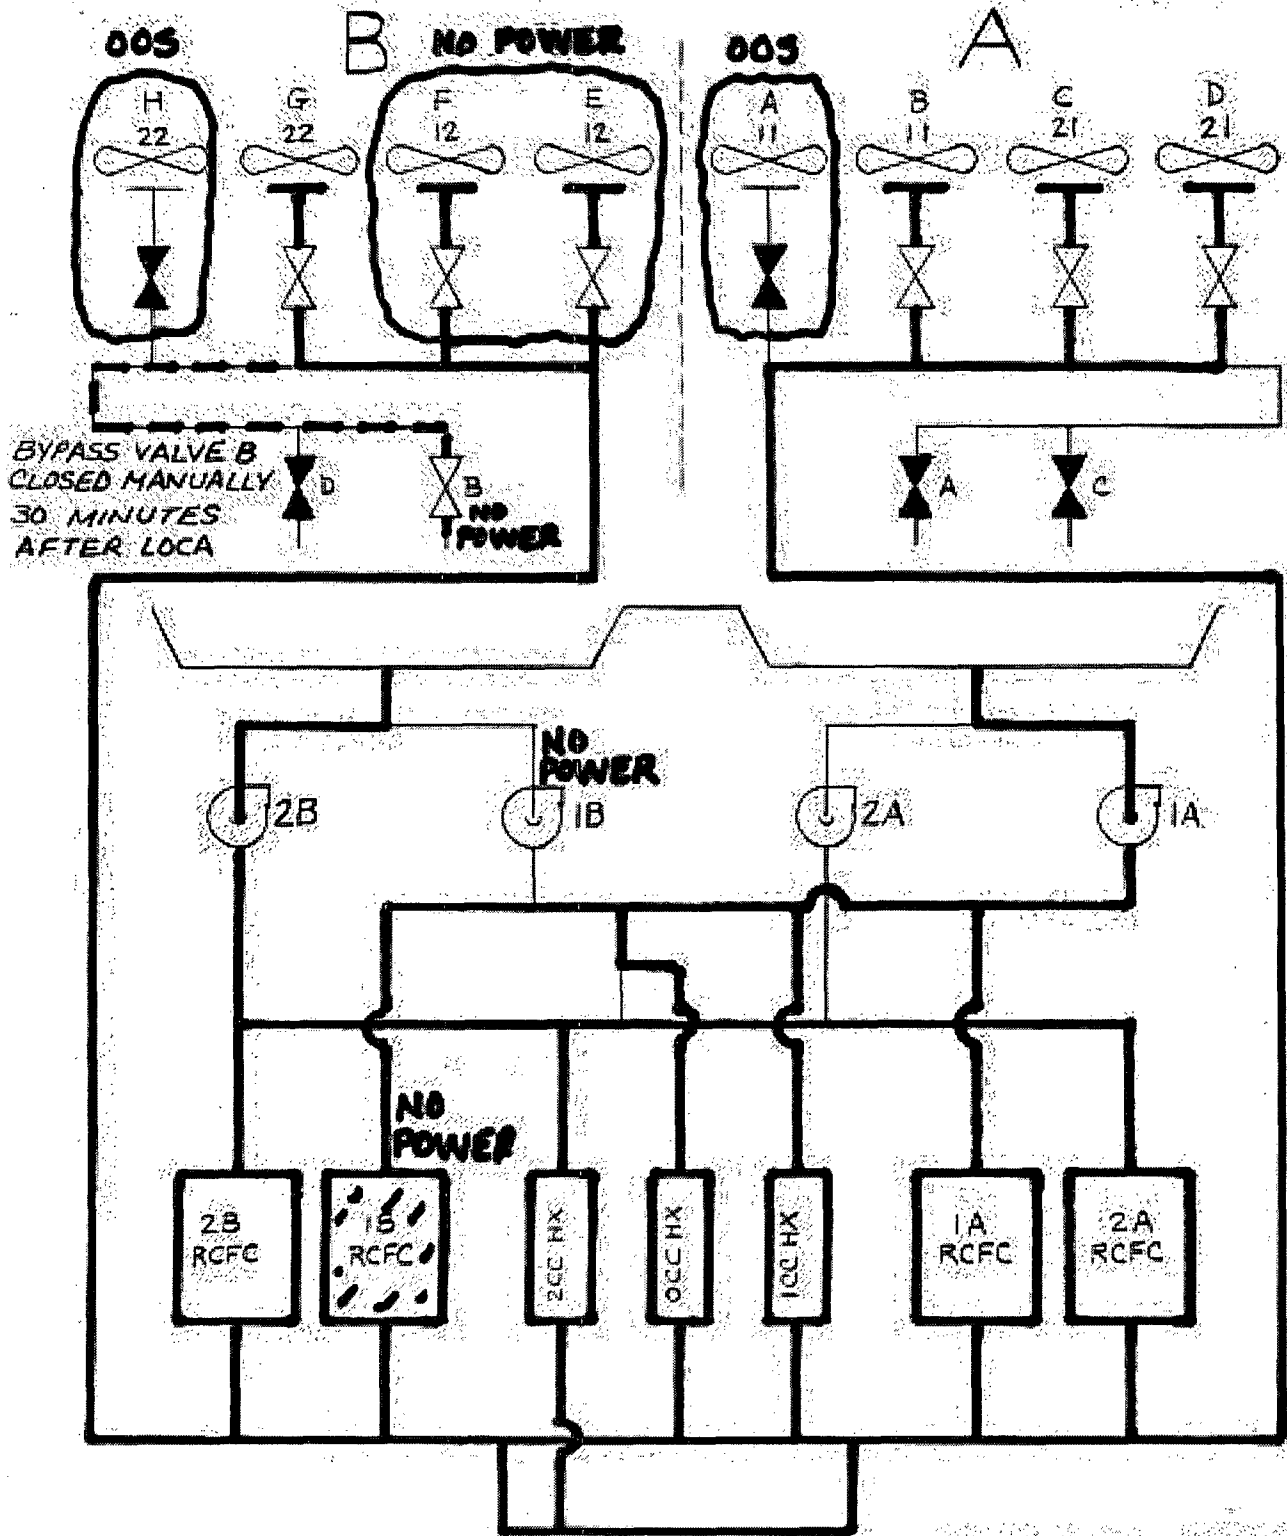 OOS
B
NO POWER
OOS
A
H
22
G
22
F
12
E
12
A
11
B
11
C
21
D
21
BYPASS VALVE B
CLOSED MANUALLY
30 MINUTES
AFTER LOCA
D
B
NO
POWER
A
C
NO
POWER
2B
1B
2A
1A
NO
POWER
2B
RCFC
1B
RCFC
2CC HX
0CC HX
1CC HX
1A
RCFC
2A
RCFC